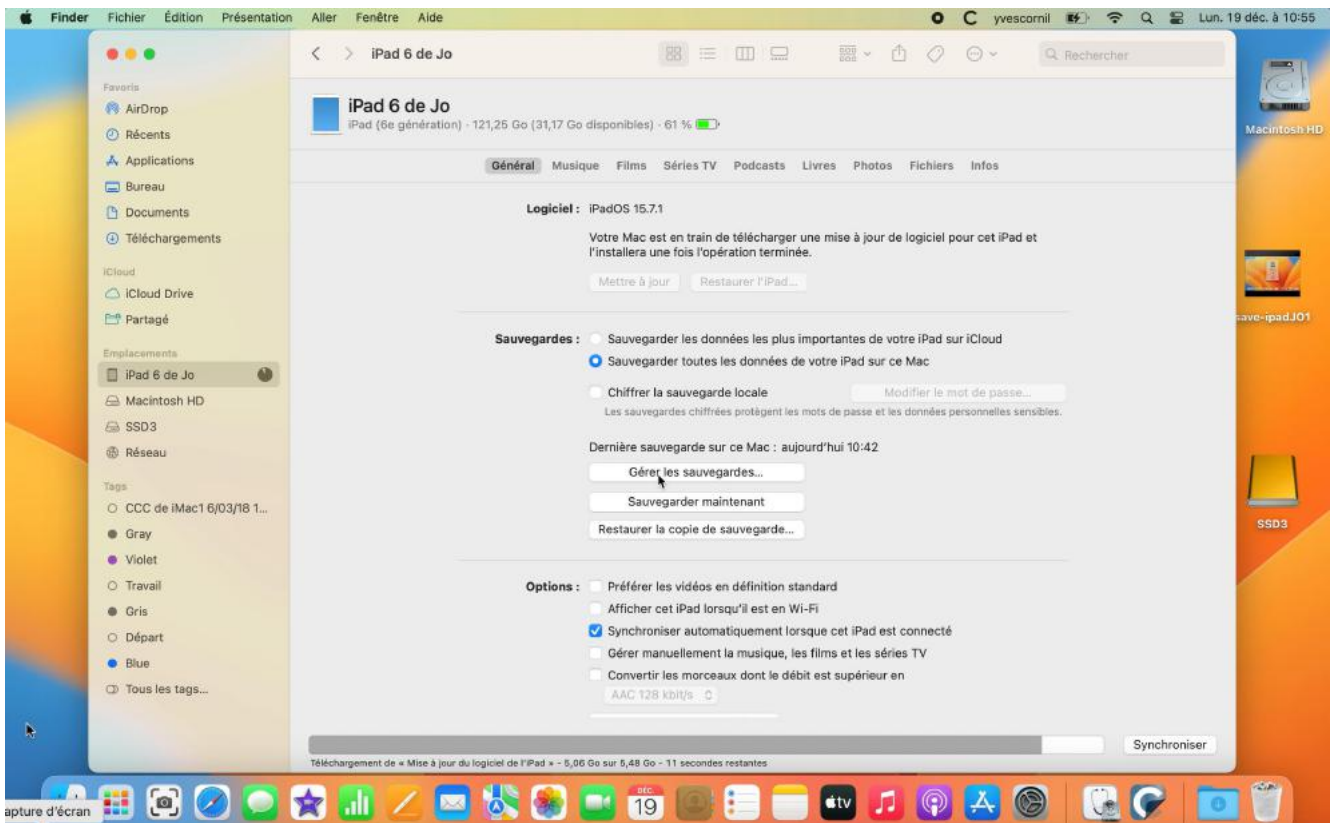 Finder Fichier Édition Présentation Aller Fenêtre Aide yvescornil Lun. 19 déc. à 10:55
iPad 6 de Jo
Rechercher
Favoris
AirDrop
Récents
Applications
Bureau
Documents
Téléchargements
iCloud
iCloud Drive
Partagé
Emplacements
iPad 6 de Jo
Macintosh HD
SSD3
Réseau
Tags
CCC de iMac1 6/03/18 1...
Gray
Violet
Travail
Gris
Départ
Blue
Tous les tags...
iPad 6 de Jo
iPad (6e génération) - 121,25 Go (31,17 Go disponibles) - 61 %
Général Musique Films Séries TV Podcasts Livres Photos Fichiers Infos
Logiciel : iPadOS 15.7.1
Votre Mac est en train de télécharger une mise à jour de logiciel pour cet iPad et
l'installera une fois l'opération terminée.
Mettre à jour Restaurer l'iPad...
Sauvegardes : Sauvegarder les données les plus importantes de votre iPad sur iCloud
Sauvegarder toutes les données de votre iPad sur ce Mac
Chiffrer la sauvegarde locale Modifier le mot de passe...
Les sauvegardes chiffrées protègent les mots de passe et les données personnelles sensibles.
Dernière sauvegarde sur ce Mac : aujourd'hui 10:42
Gérer les sauvegardes...
Sauvegarder maintenant
Restaurer la copie de sauvegarde...
Options : Préférer les vidéos en définition standard
Afficher cet iPad lorsqu'il est en Wi-Fi
Synchroniser automatiquement lorsque cet iPad est connecté
Gérer manuellement la musique, les films et les séries TV
Convertir les morceaux dont le débit est supérieur en
AAC 128 kbit/s
Synchroniser
Téléchargement de « Mise à jour du logiciel de l'iPad » - 5,06 Go sur 5,48 Go - 11 secondes restantes
Macintosh HD
save-ipadJO1
SSD3
apture d'écran
DÉC.
19
tv